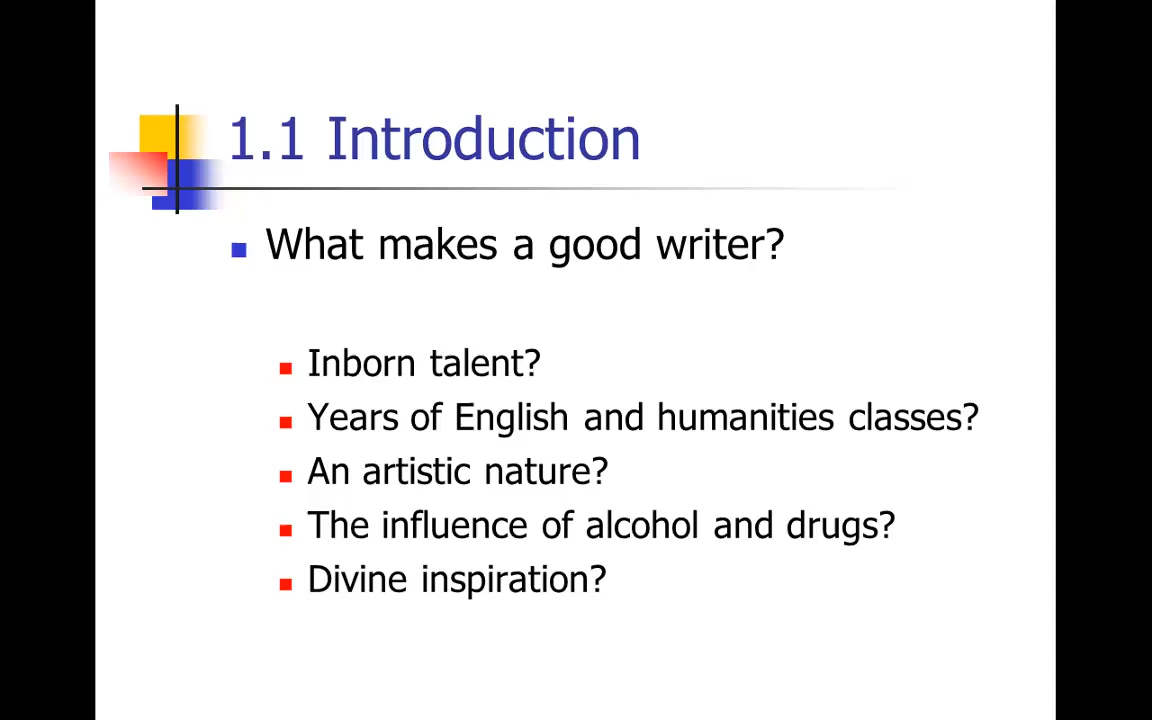 1.1 Introduction
What makes a good writer?
Inborn talent?
Years of English and humanities classes?
An artistic nature?
The influence of alcohol and drugs?
Divine inspiration?